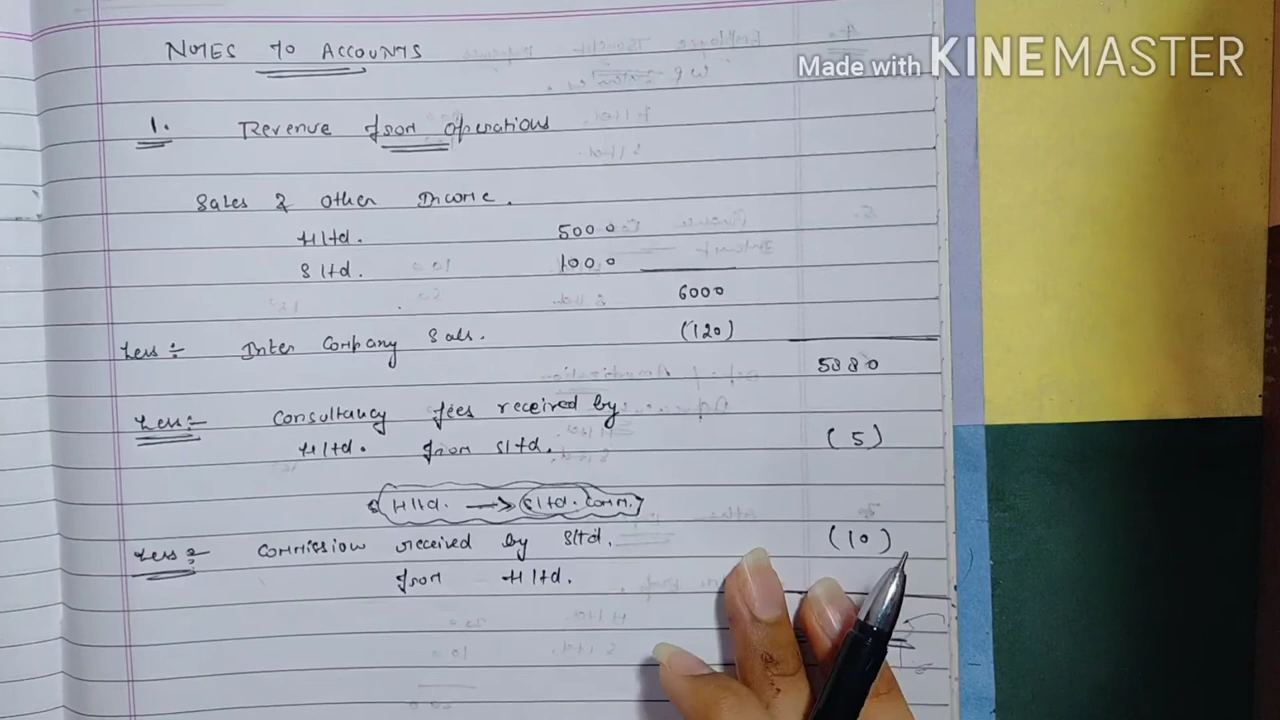 NOTES TO ACCOUNTS
Made with KINEMASTER
1. Revenue from operations
Sales & other Income.
H ltd. 5000
S ltd. 1000
6000
Less :- Inter Company Sals. (120)
5880
Less :- Consultancy fees received by
H ltd. from S ltd. (5)
H ltd. → S ltd. comm.
Less :- Commission received by S ltd. (10)
from H ltd.